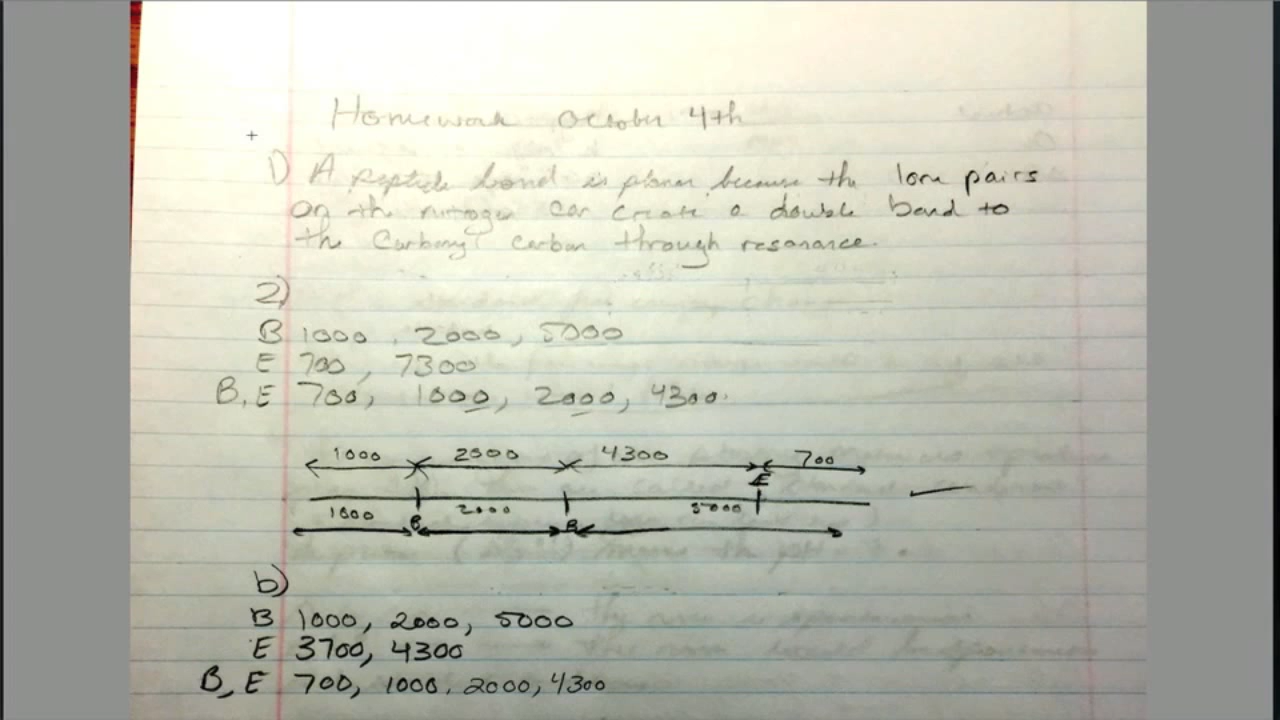 Homework October 4th
1) A peptide bond is planar because the lone pairs
on the nitrogen can create a double bond to
the Carbonyl carbon through resonance.
2)
B 1000, 2000, 5000
E 700, 7300
B, E 700, 1000, 2000, 4300.
1000 2000 4300 700
E
1000 2000 5000
B B
b)
B 1000, 2000, 5000
E 3700, 4300
B, E 700, 1000, 2000, 4300